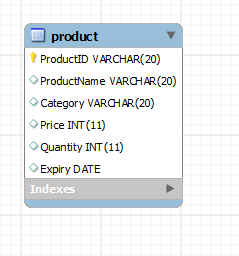 product
ProductID VARCHAR(20)
ProductName VARCHAR(20)
Category VARCHAR(20)
Price INT(11)
Quantity INT(11)
Expiry DATE
Indexes